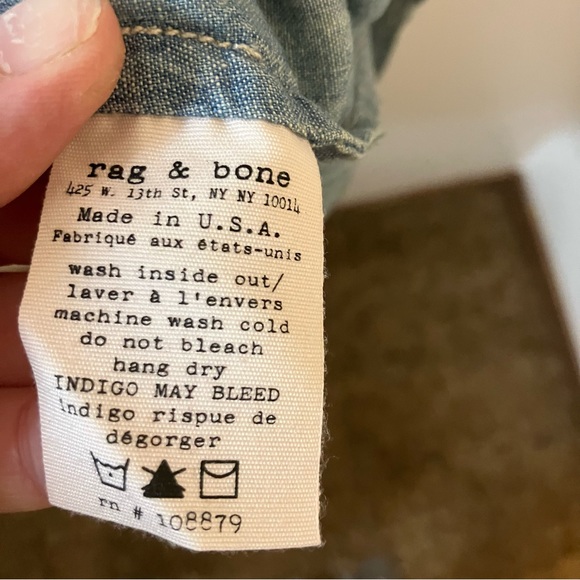 rag & bone
425 W. 13th St, NY NY 10014
Made in U.S.A.
Fabriqué aux états-unis
wash inside out/
laver à l'envers
machine wash cold
do not bleach
hang dry
INDIGO MAY BLEED
indigo rispue de
dégorger
rn # 108879